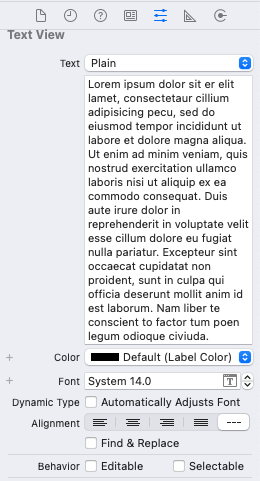 Text View
Text Plain
Lorem ipsum dolor sit er elit
lamet, consectetaur cillium
adipisicing pecu, sed do
eiusmod tempor incididunt ut
labore et dolore magna aliqua.
Ut enim ad minim veniam, quis
nostrud exercitation ullamco
laboris nisi ut aliquip ex ea
commodo consequat. Duis
aute irure dolor in
reprehenderit in voluptate velit
esse cillum dolore eu fugiat
nulla pariatur. Excepteur sint
occaecat cupidatat non
proident, sunt in culpa qui
officia deserunt mollit anim id
est laborum. Nam liber te
conscient to factor tum poen
legum odioque civiuda.
+ Color Default (Label Color)
+ Font System 14.0
Dynamic Type Automatically Adjusts Font
Alignment ---
Find & Replace
Behavior Editable Selectable